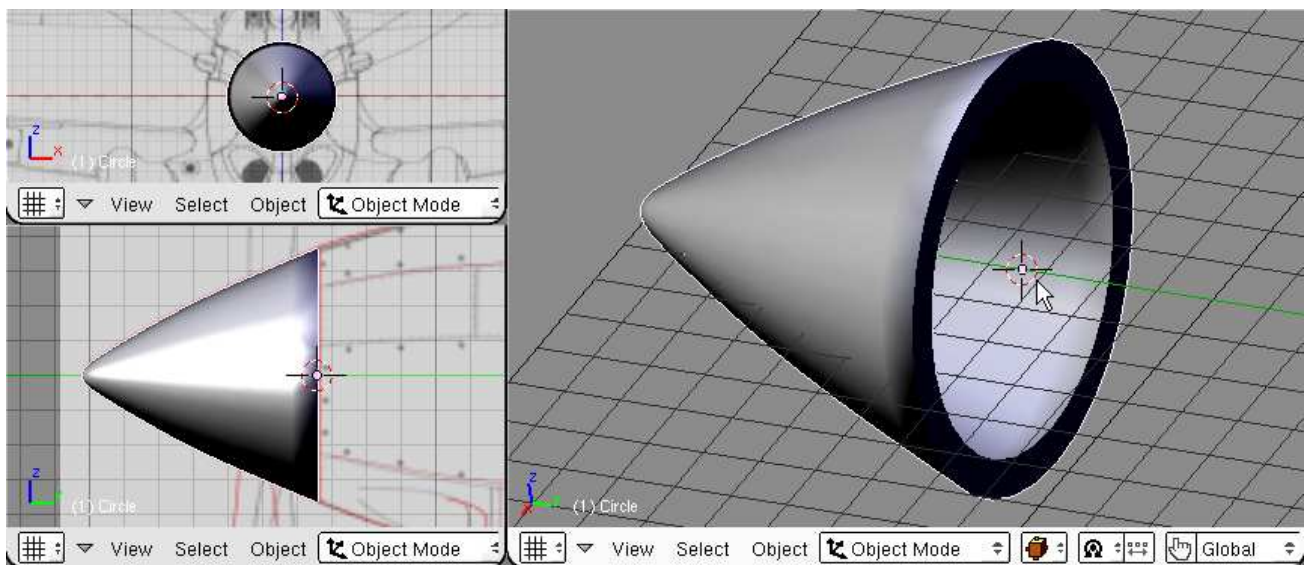 z
x
(1) Circle
View Select Object Object Mode
z
(1) Circle
View Select Object Object Mode
z
(1) Circle
View Select Object Object Mode Global